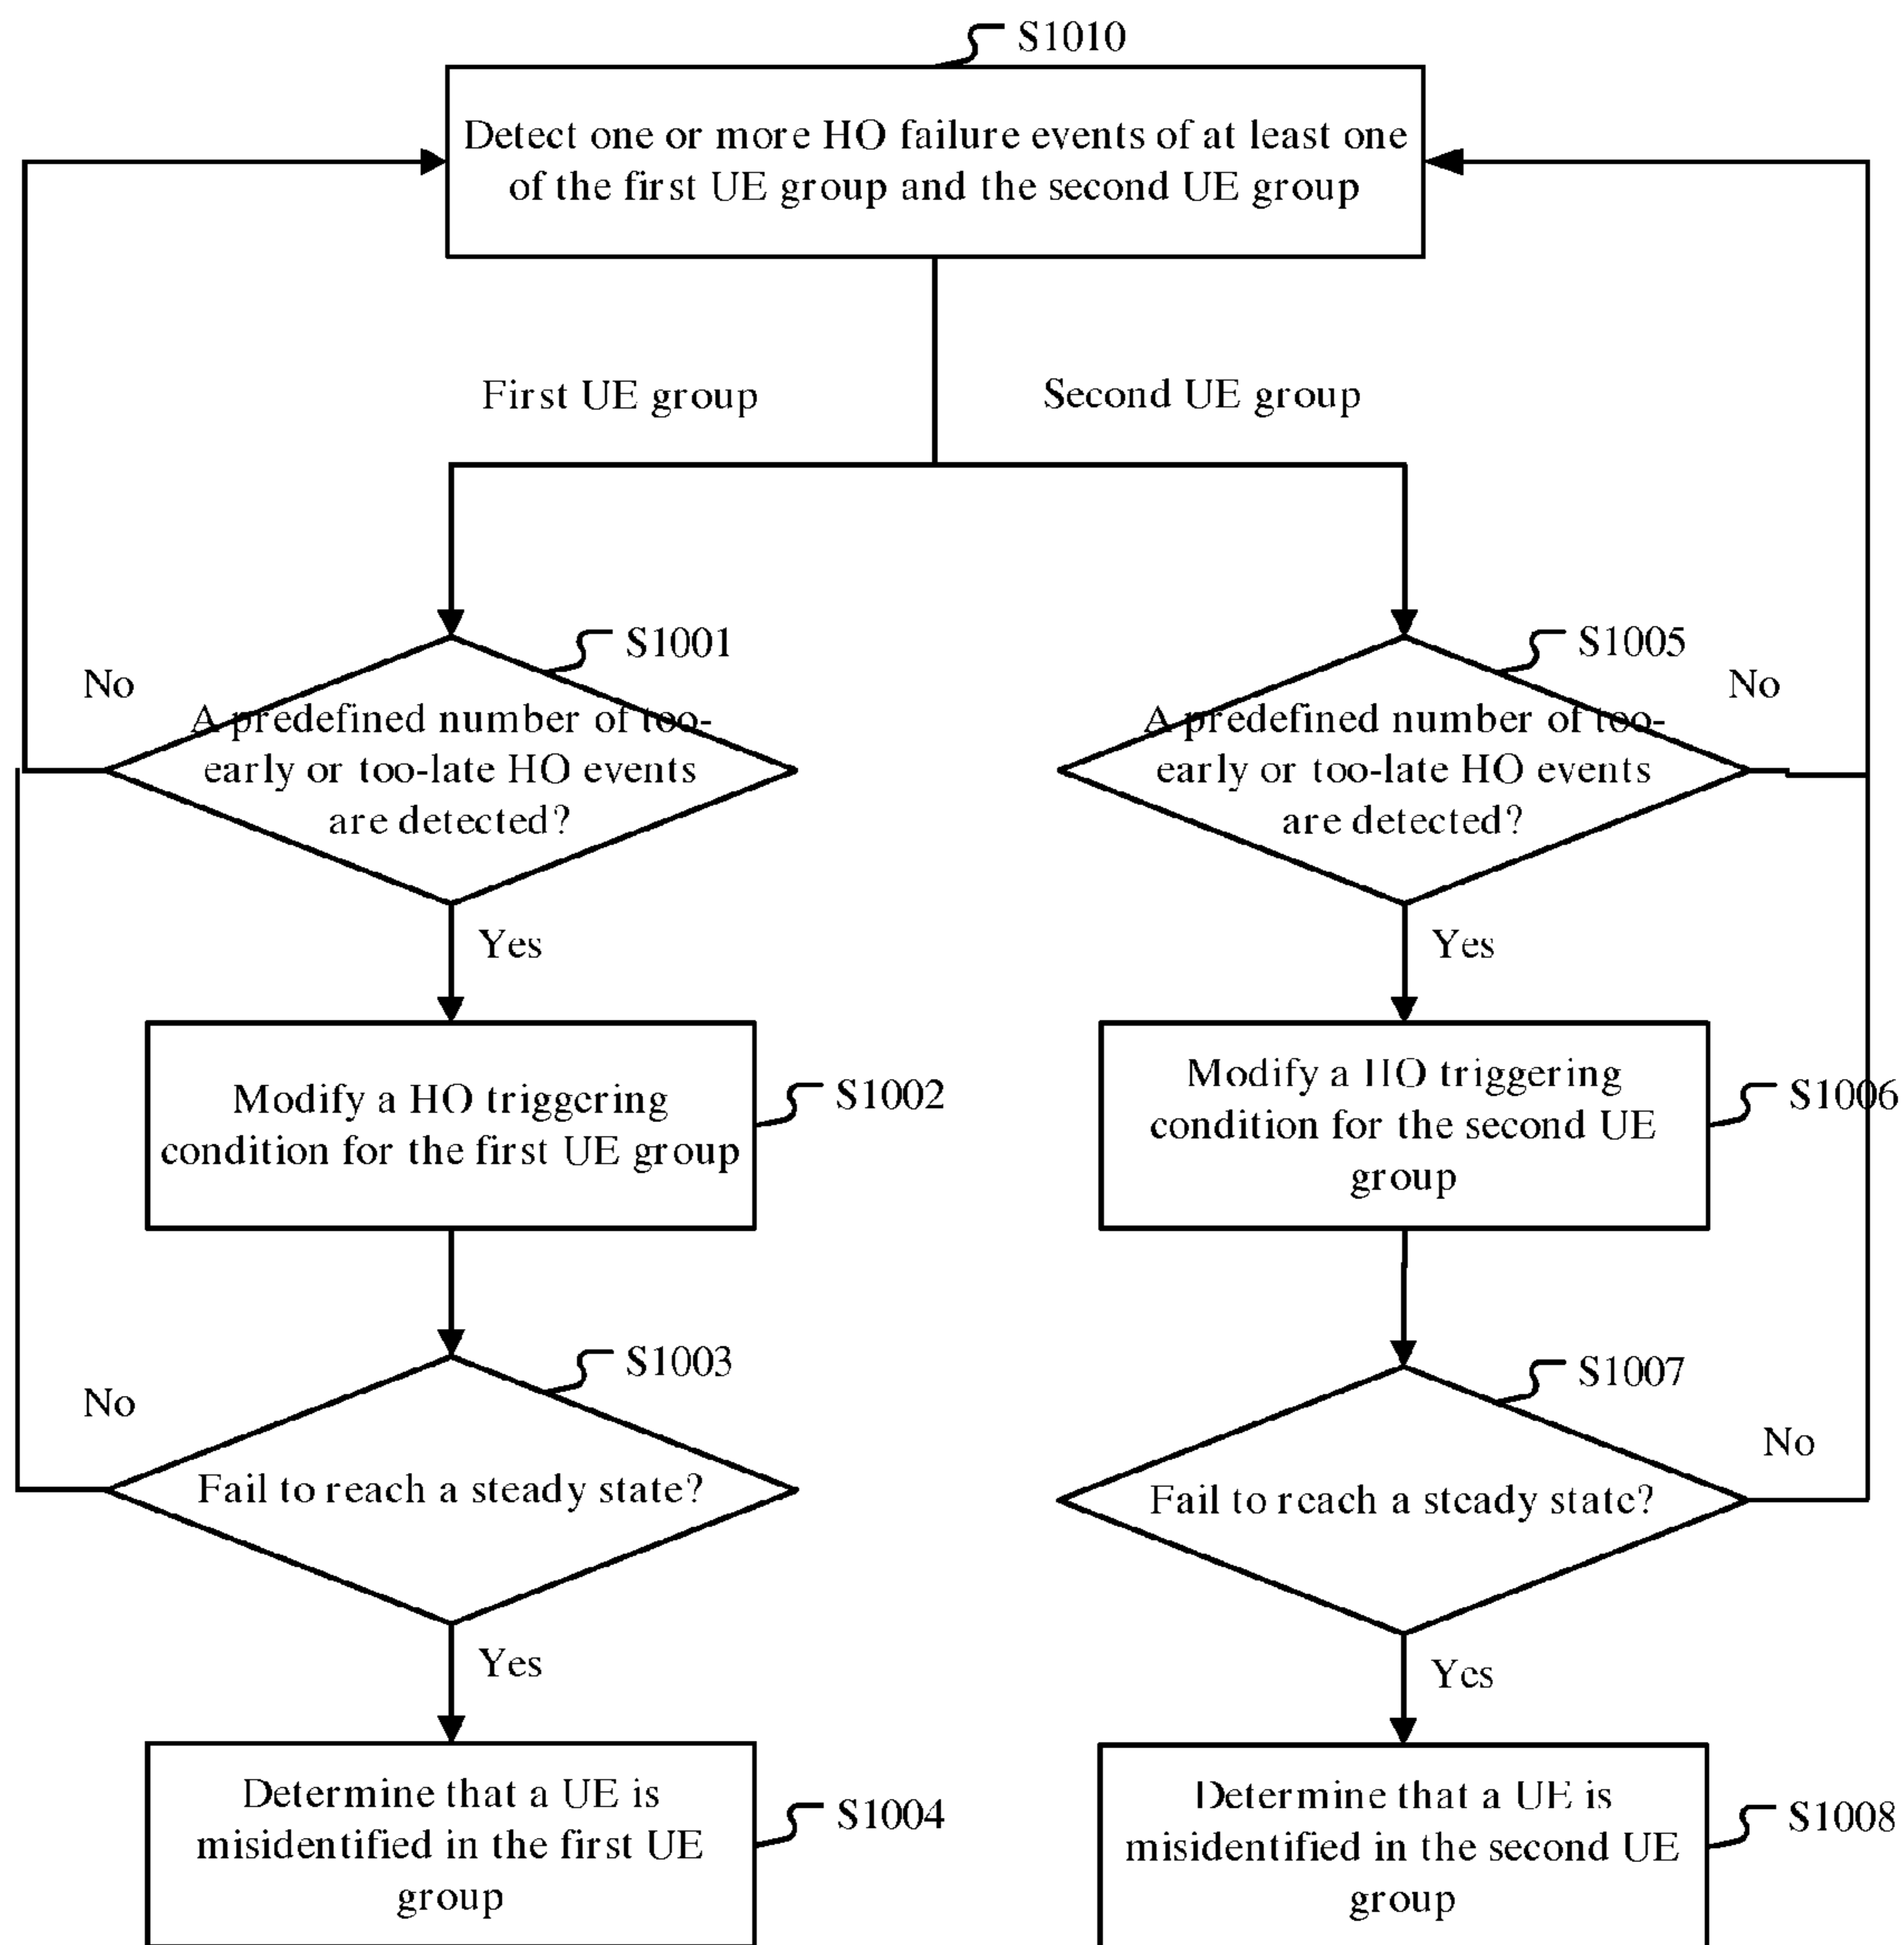 S1010
Detect one or more HO failure events of at least one
of the first UE group and the second UE group
First UE group
Second UE group
S1001
S1005
No
No
A predefined number of too-
early or too-late HO events
are detected?
A predefined number of too-
early or too-late HO events
are detected?
Yes
Yes
Modify a HO triggering
condition for the first UE group
S1002
Modify a HO triggering
condition for the second UE
group
S1006
S1003
S1007
No
No
Fail to reach a steady state?
Fail to reach a steady state?
Yes
Yes
Determine that a UE is
misidentified in the first UE
group
S1004
Determine that a UE is
misidentified in the second UE
group
S1008